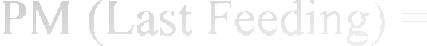 PM (Last Feeding) =